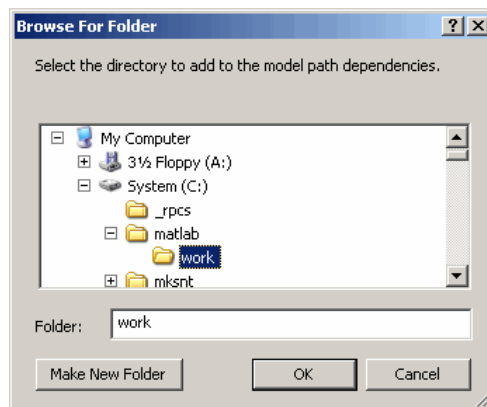 Browse For Folder
Select the directory to add to the model path dependencies.
My Computer
3½ Floppy (A:)
System (C:)
_rpcs
matlab
work
mksnt
Folder: work
Make New Folder OK Cancel